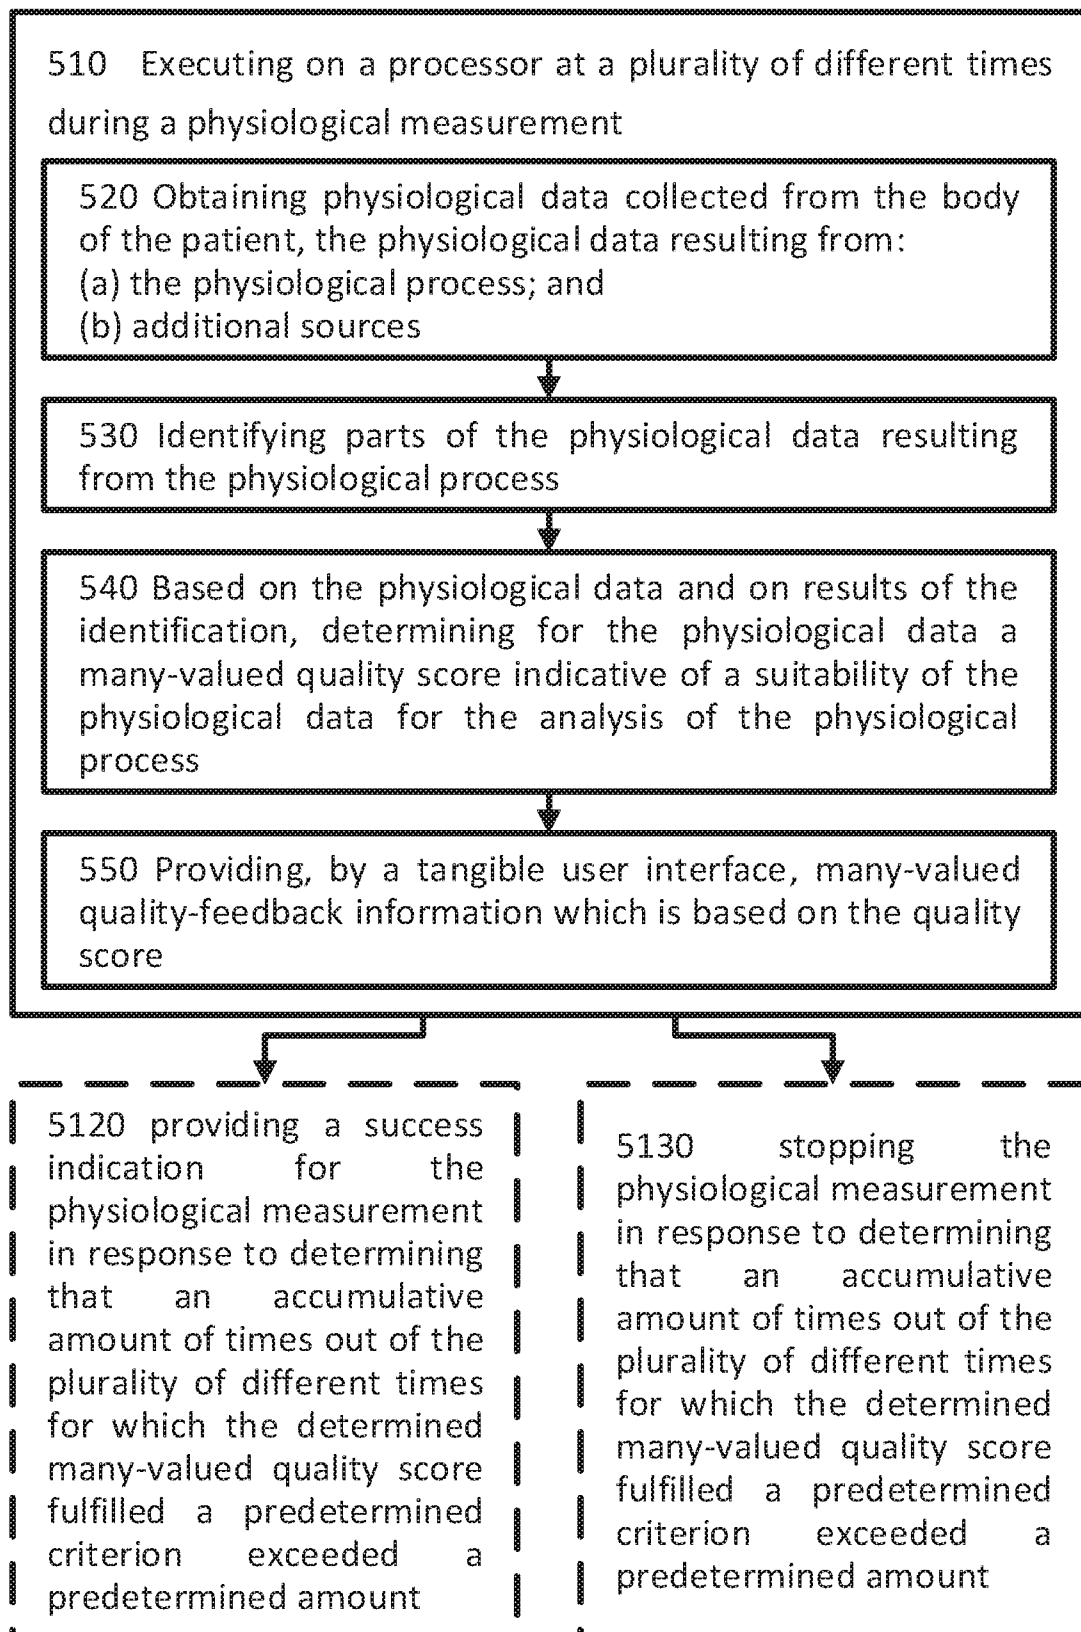 510 Executing on a processor at a plurality of different times
during a physiological measurement
520 Obtaining physiological data collected from the body
of the patient, the physiological data resulting from:
(a) the physiological process; and
(b) additional sources
530 Identifying parts of the physiological data resulting
from the physiological process
540 Based on the physiological data and on results of the
identification, determining for the physiological data a
many-valued quality score indicative of a suitability of the
physiological data for the analysis of the physiological
process
550 Providing, by a tangible user interface, many-valued
quality-feedback information which is based on the quality
score
5120 providing a success
indication for the
physiological measurement
in response to determining
that an accumulative
amount of times out of the
plurality of different times
for which the determined
many-valued quality score
fulfilled a predetermined
criterion exceeded a
predetermined amount
5130 stopping the
physiological measurement
in response to determining
that an accumulative
amount of times out of the
plurality of different times
for which the determined
many-valued quality score
fulfilled a predetermined
criterion exceeded a
predetermined amount